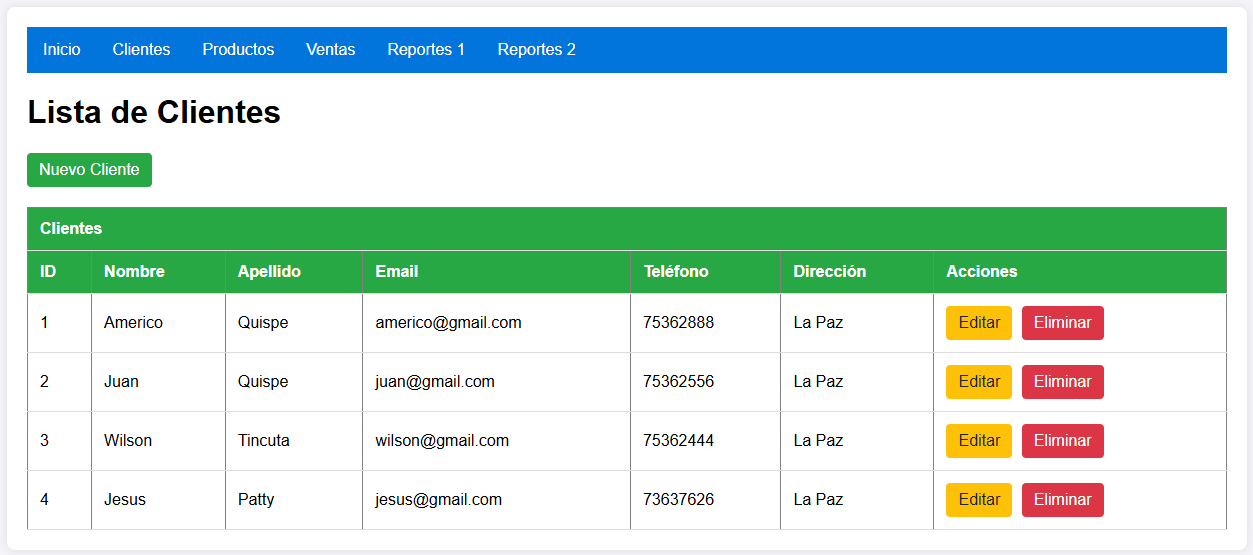 Inicio Clientes Productos Ventas Reportes 1 Reportes 2
Lista de Clientes
Nuevo Cliente
Clientes
ID Nombre Apellido Email Teléfono Dirección Acciones
1 Americo Quispe americo@gmail.com 75362888 La Paz Editar Eliminar
2 Juan Quispe juan@gmail.com 75362556 La Paz Editar Eliminar
3 Wilson Tincuta wilson@gmail.com 75362444 La Paz Editar Eliminar
4 Jesus Patty jesus@gmail.com 73637626 La Paz Editar Eliminar